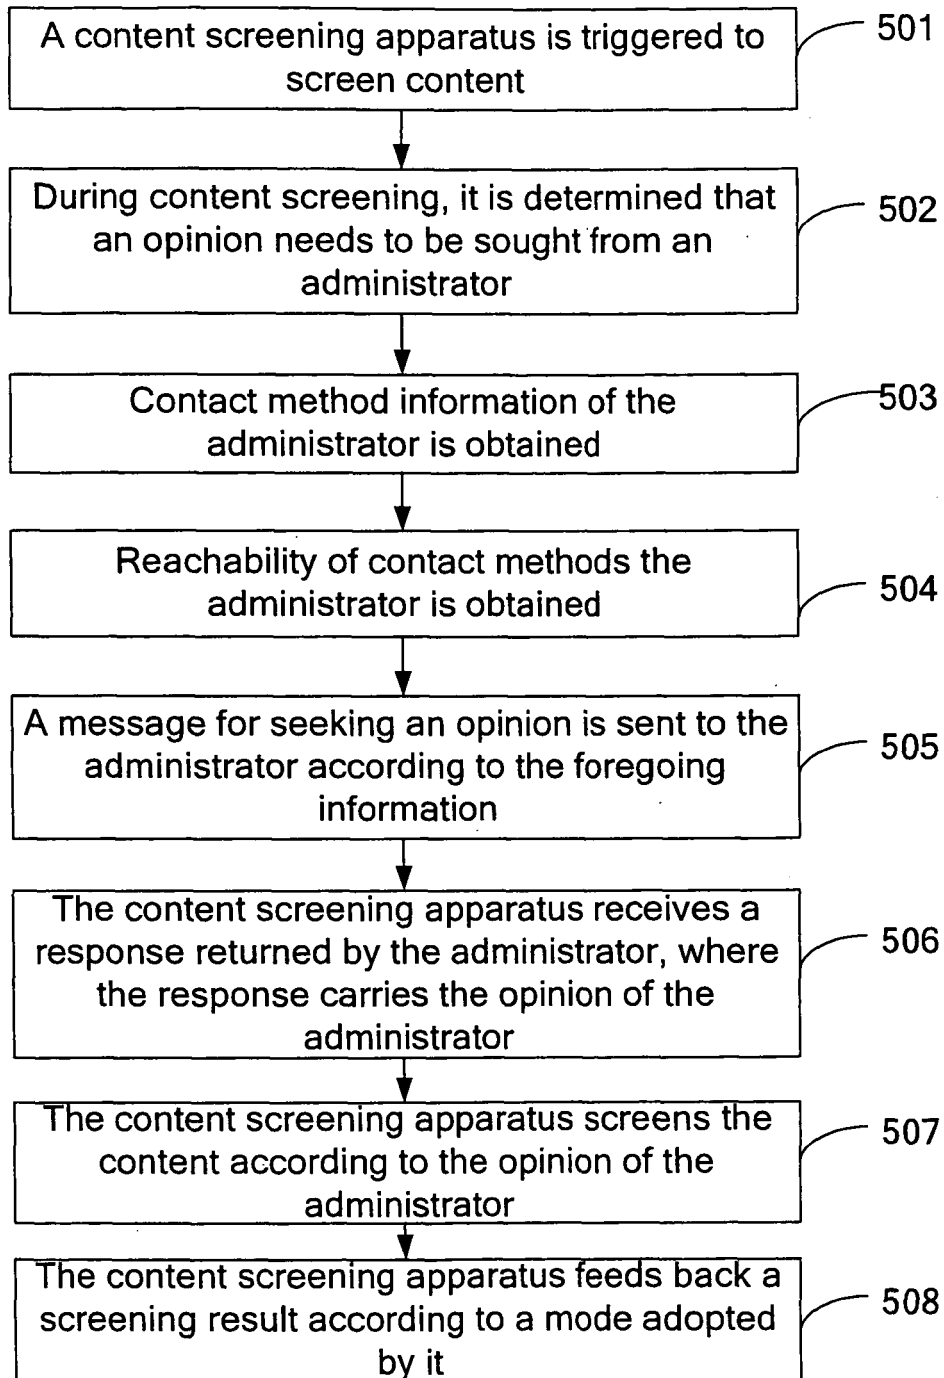 A content screening apparatus is triggered to
screen content
501
During content screening, it is determined that
an opinion needs to be sought from an
administrator
502
Contact method information of the
administrator is obtained
503
Reachability of contact methods the
administrator is obtained
504
A message for seeking an opinion is sent to the
administrator according to the foregoing
information
505
The content screening apparatus receives a
response returned by the administrator, where
the response carries the opinion of the
administrator
506
The content screening apparatus screens the
content according to the opinion of the
administrator
507
The content screening apparatus feeds back a
screening result according to a mode adopted
by it
508